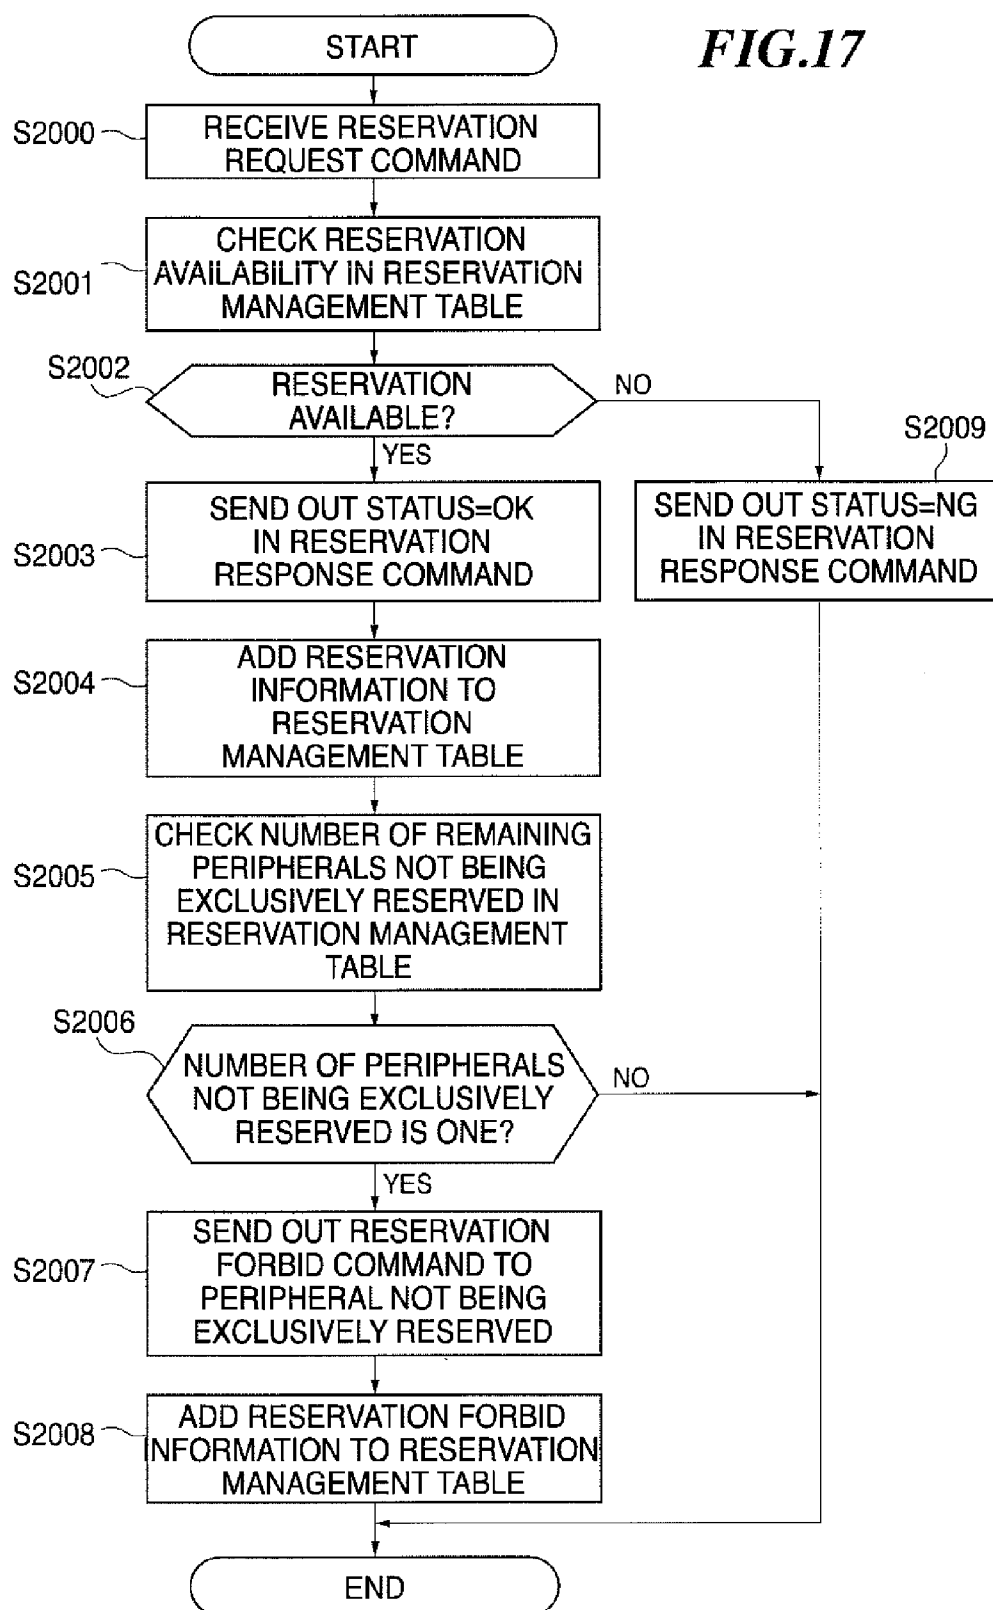 FIG.17
START
S2000
RECEIVE RESERVATION
REQUEST COMMAND
S2001
CHECK RESERVATION
AVAILABILITY IN RESERVATION
MANAGEMENT TABLE
S2002
RESERVATION
AVAILABLE?
NO
YES
S2009
SEND OUT STATUS=NG
IN RESERVATION
RESPONSE COMMAND
S2003
SEND OUT STATUS=OK
IN RESERVATION
RESPONSE COMMAND
S2004
ADD RESERVATION
INFORMATION TO
RESERVATION
MANAGEMENT TABLE
S2005
CHECK NUMBER OF REMAINING
PERIPHERALS NOT BEING
EXCLUSIVELY RESERVED IN
RESERVATION MANAGEMENT
TABLE
S2006
NUMBER OF PERIPHERALS
NOT BEING EXCLUSIVELY
RESERVED IS ONE?
NO
YES
S2007
SEND OUT RESERVATION
FORBID COMMAND TO
PERIPHERAL NOT BEING
EXCLUSIVELY RESERVED
S2008
ADD RESERVATION FORBID
INFORMATION TO RESERVATION
MANAGEMENT TABLE
END